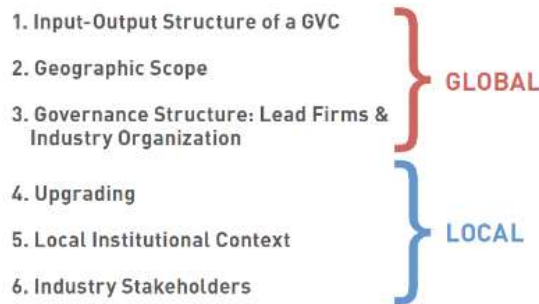 1. Input-Output Structure of a GVC
2. Geographic Scope
3. Governance Structure: Lead Firms &
Industry Organization
GLOBAL
4. Upgrading
5. Local Institutional Context
6. Industry Stakeholders
LOCAL